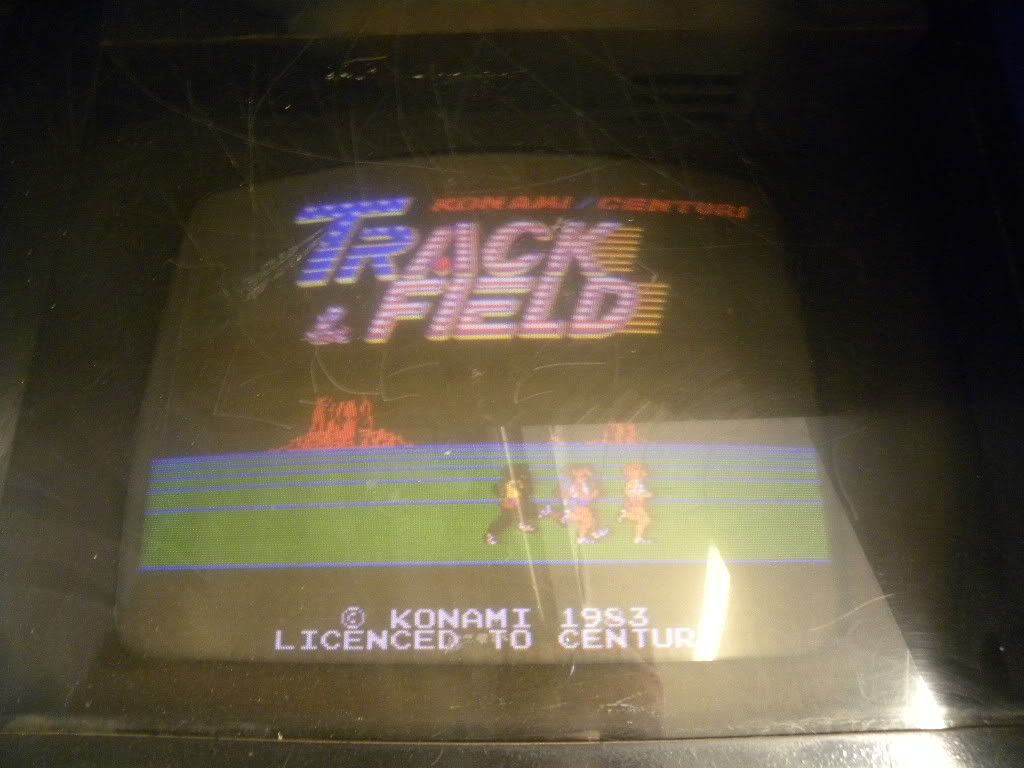 KONAMI / CENTURI
TRACK
& FIELD
© KONAMI 1983
LICENCED TO CENTUR